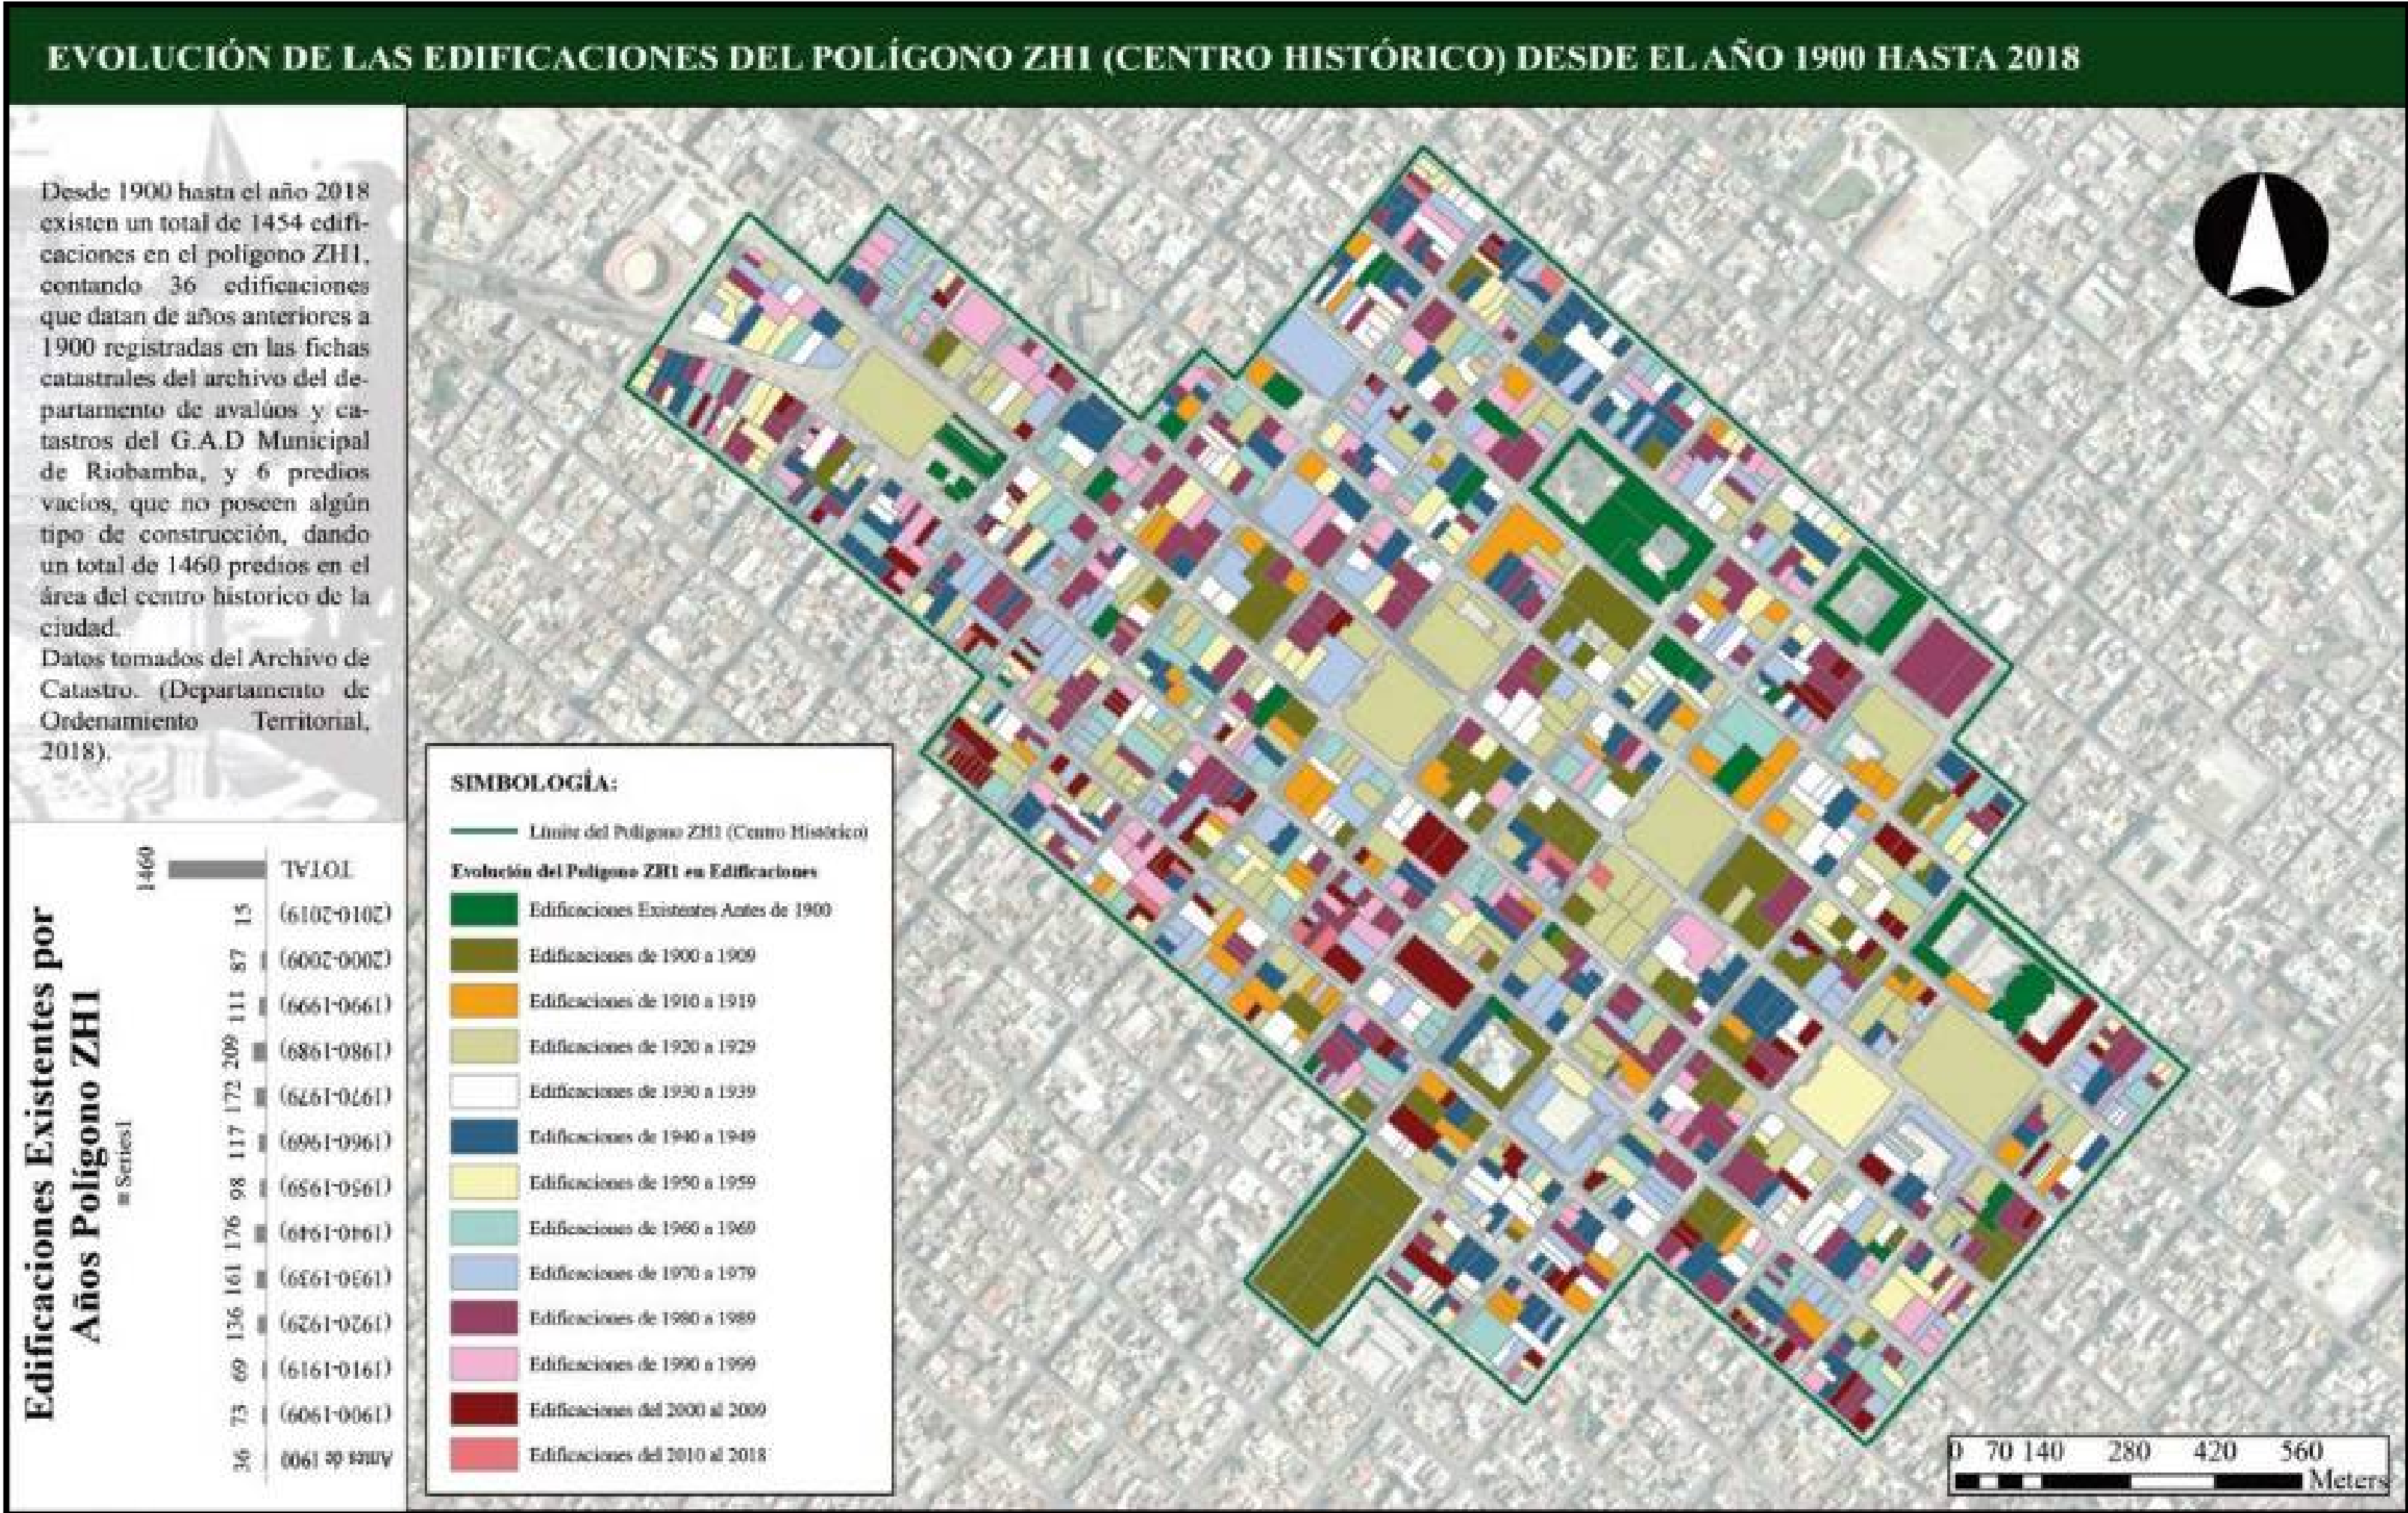 EVOLUCIÓN DE LAS EDIFICACIONES DEL POLÍGONO ZH1 (CENTRO HISTÓRICO) DESDE EL AÑO 1900 HASTA 2018
Desde 1900 hasta el año 2018
existen un total de 1454 edifi-
caciones en el polígono ZH1,
contando 36 edificaciones
que datan de años anteriores a
1900 registradas en las fichas
catastrales del archivo del de-
partamento de avalúos y ca-
tastros del G.A.D Municipal
de Riobamba, y 6 predios
vacíos, que no poseen algún
tipo de construcción, dando
un total de 1460 predios en el
área del centro historico de la
ciudad.
Datos tomados del Archivo de
Catastro. (Departamento de
Ordenamiento Territorial,
2018).
Edificaciones Existentes por
Años Polígono ZH1
Series1
1460 TOTAL
15 (2010-2019)
87 (2000-2009)
111 (1990-1999)
209 (1980-1989)
172 (1970-1979)
117 (1960-1969)
98 (1950-1959)
176 (1940-1949)
161 (1930-1939)
136 (1920-1929)
69 (1910-1919)
73 (1900-1909)
36 Antes de 1900
SIMBOLOGÍA:
Límite del Polígono ZH1 (Centro Histórico)
Evolución del Polígono ZH1 en Edificaciones
Edificaciones Existentes Antes de 1900
Edificaciones de 1900 a 1909
Edificaciones de 1910 a 1919
Edificaciones de 1920 a 1929
Edificaciones de 1930 a 1939
Edificaciones de 1940 a 1949
Edificaciones de 1950 a 1959
Edificaciones de 1960 a 1969
Edificaciones de 1970 a 1979
Edificaciones de 1980 a 1989
Edificaciones de 1990 a 1999
Edificaciones del 2000 al 2009
Edificaciones del 2010 al 2018
0 70 140 280 420 560
Meters